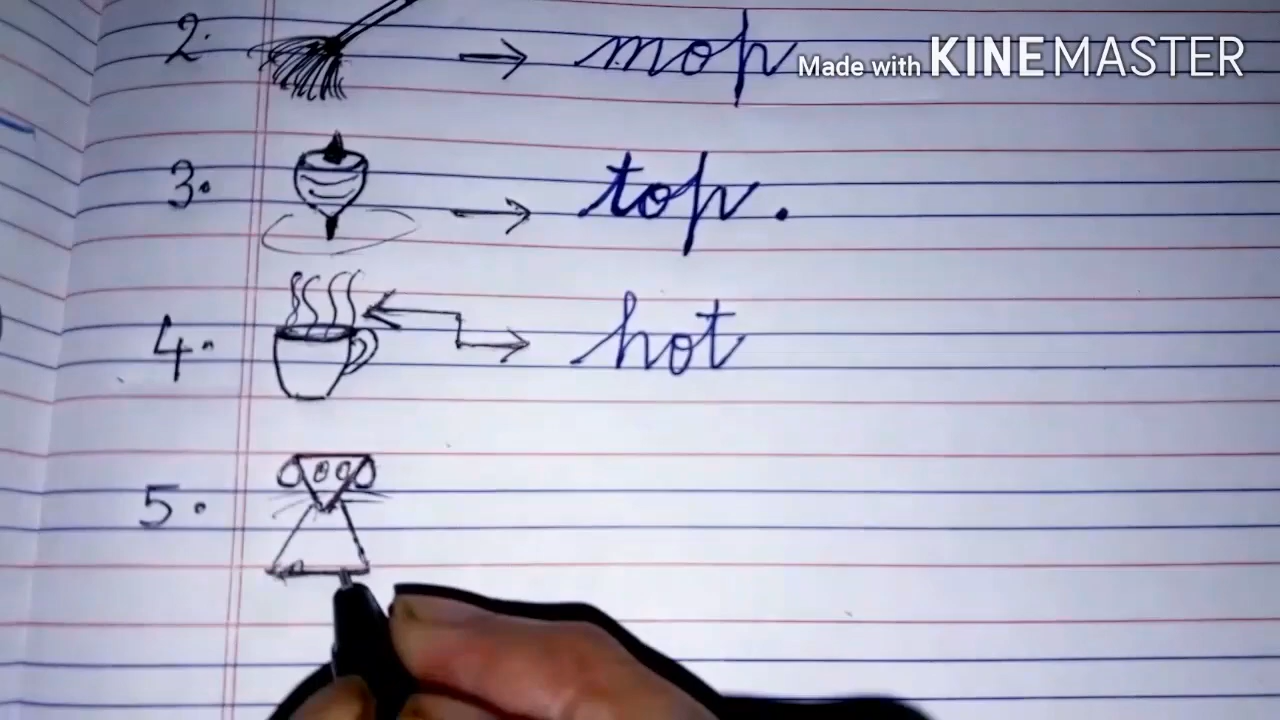 2. → mop
Made with KINEMASTER
3. → top.
4. → hot
5.